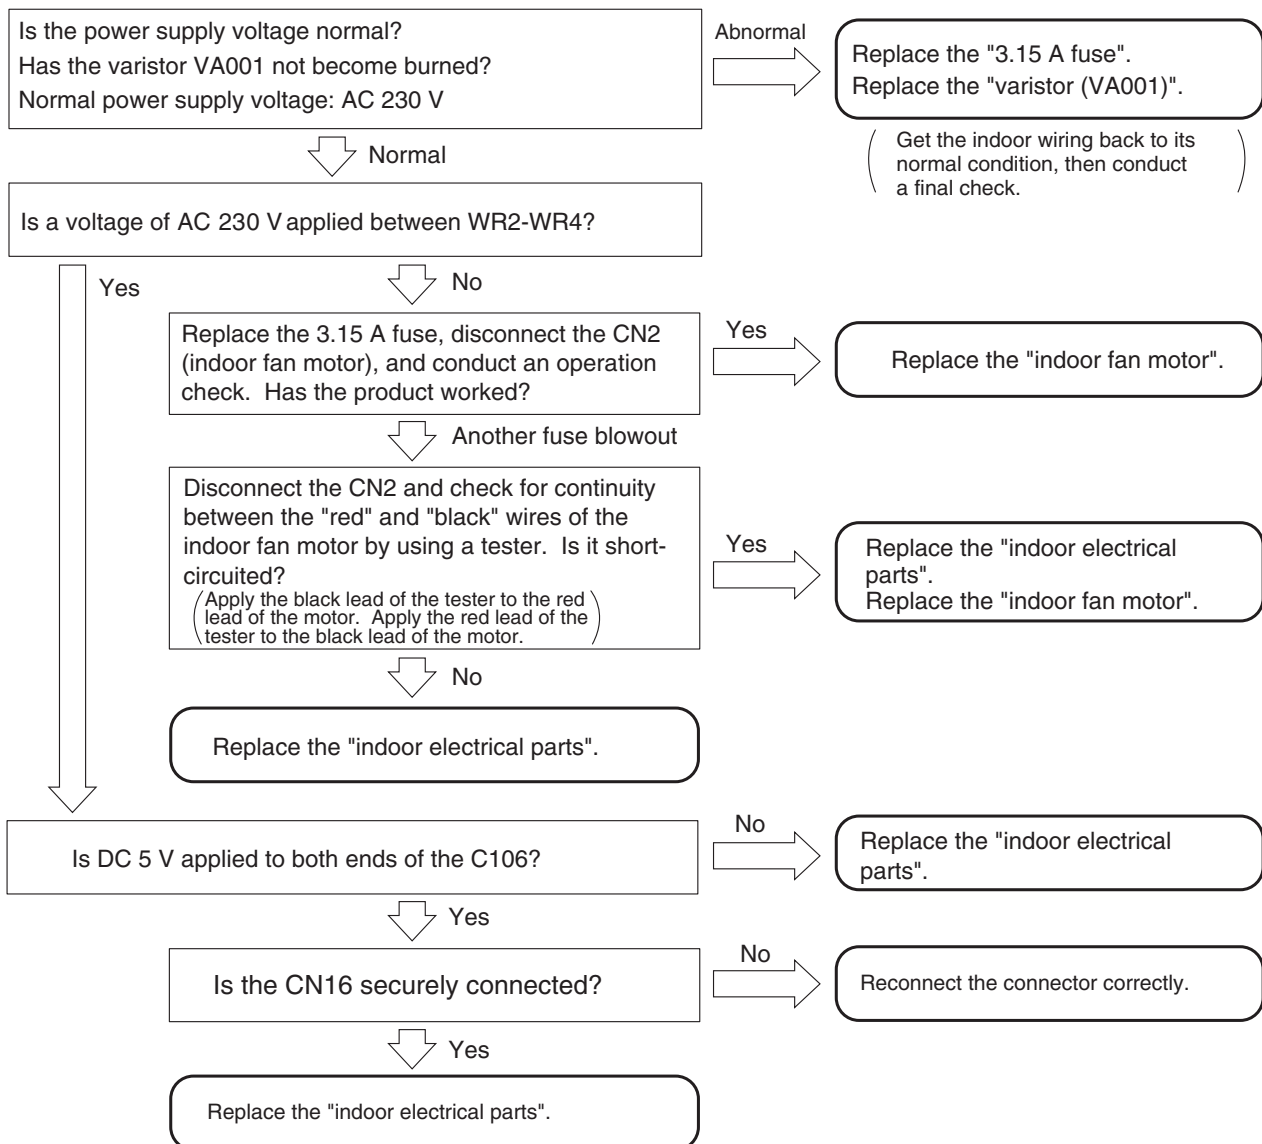 Is the power supply voltage normal?
Has the varistor VA001 not become burned?
Normal power supply voltage: AC 230 V
Abnormal
Replace the "3.15 A fuse".
Replace the "varistor (VA001)".
Get the indoor wiring back to its
normal condition, then conduct
a final check.
Normal
Is a voltage of AC 230 V applied between WR2-WR4?
Yes
No
Replace the 3.15 A fuse, disconnect the CN2
(indoor fan motor), and conduct an operation
check. Has the product worked?
Yes
Replace the "indoor fan motor".
Another fuse blowout
Disconnect the CN2 and check for continuity
between the "red" and "black" wires of the
indoor fan motor by using a tester. Is it short-
circuited?
Apply the black lead of the tester to the red
lead of the motor. Apply the red lead of the
tester to the black lead of the motor.
Yes
Replace the "indoor electrical
parts".
Replace the "indoor fan motor".
No
Replace the "indoor electrical parts".
Is DC 5 V applied to both ends of the C106?
No
Replace the "indoor electrical
parts".
Yes
Is the CN16 securely connected?
No
Reconnect the connector correctly.
Yes
Replace the "indoor electrical parts".